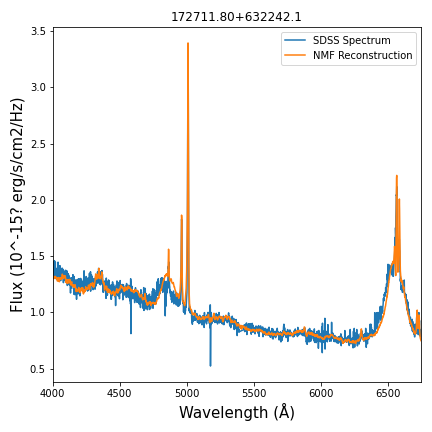 172711.80+632242.1
SDSS Spectrum
NMF Reconstruction
3.5
3.0
2.5
2.0
1.5
1.0
0.5
Flux (10^-15? erg/s/cm2/Hz)
4000 4500 5000 5500 6000 6500
Wavelength (Å)